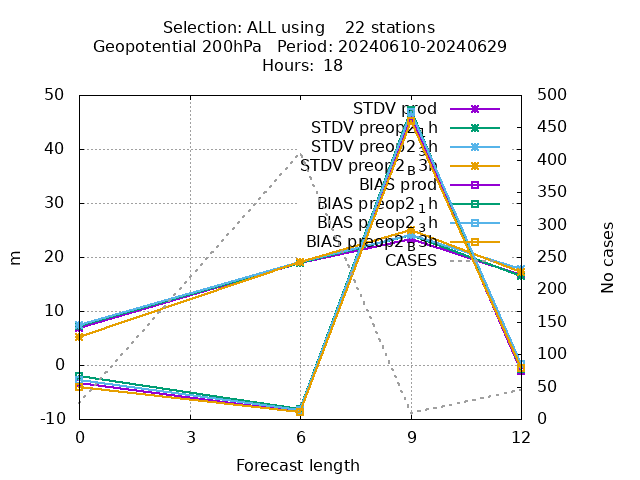 Selection: ALL using    22 stations
Geopotential 200hPa   Period: 20240610-20240629
Hours: 18
50
40
30
20
10
0
-10
500
450
400
350
300
250
200
150
100
50
0
STDV prod
STDV preop2_1h
STDV preop2_3h
STDV preop2_B3h
BIAS prod
BIAS preop2_1h
BIAS preop2_3h
BIAS preop2_B3h
CASES
m
No cases
0
3
6
9
12
Forecast length